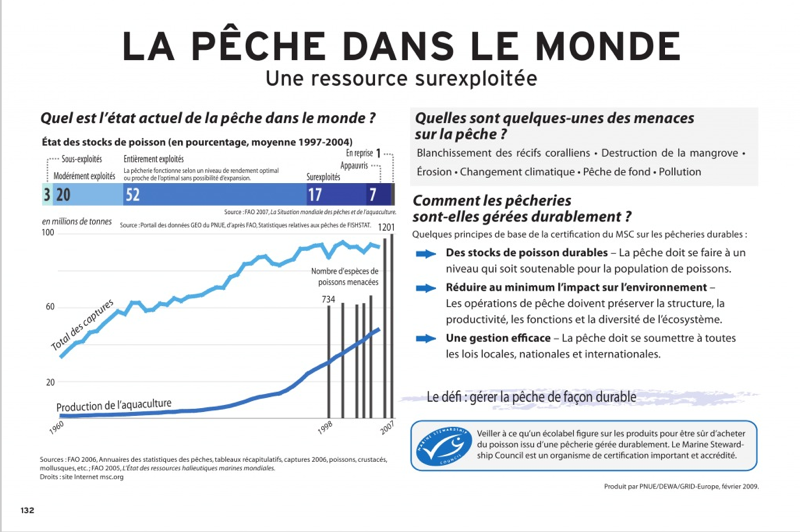 LA PÊCHE DANS LE MONDE
Une ressource surexploitée
Quel est l'état actuel de la pêche dans le monde ?
État des stocks de poisson (en pourcentage, moyenne 1997-2004)
Sous-exploités
Modérément exploités
Entièrement exploités
La pêcherie fonctionne selon un niveau de rendement optimal
ou proche de l'optimal sans possibilité d'expansion.
Surexploités
En reprise 1
Appauvris
3 20 52 17 7
Source : FAO 2007, La Situation mondiale des pêches et de l'aquaculture.
en millions de tonnes
Source : Portail des données GEO du PNUE, d'après FAO, Statistiques relatives aux pêches de FISHSTAT.
1201
100
60
20
Total des captures
Nombre d'espèces de
poissons menacées
734
Production de l'aquaculture
1960
1998
2007
Sources : FAO 2006, Annuaires des statistiques des pêches, tableaux récapitulatifs, captures 2006, poissons, crustacés,
mollusques, etc. ; FAO 2005, L'État des ressources halieutiques marines mondiales.
Droits : site Internet msc.org
Quelles sont quelques-unes des menaces
sur la pêche ?
Blanchissement des récifs coralliens • Destruction de la mangrove •
Érosion • Changement climatique • Pêche de fond • Pollution
Comment les pêcheries
sont-elles gérées durablement ?
Quelques principes de base de la certification du MSC sur les pêcheries durables :
Des stocks de poisson durables – La pêche doit se faire à un
niveau qui soit soutenable pour la population de poissons.
Réduire au minimum l'impact sur l'environnement –
Les opérations de pêche doivent préserver la structure, la
productivité, les fonctions et la diversité de l'écosystème.
Une gestion efficace – La pêche doit se soumettre à toutes
les lois locales, nationales et internationales.
Le défi : gérer la pêche de façon durable
MARINE STEWARDSHIP
COUNCIL
Veiller à ce qu'un écolabel figure sur les produits pour être sûr d'acheter
du poisson issu d'une pêcherie gérée durablement. Le Marine Steward-
ship Council est un organisme de certification important et accrédité.
Produit par PNUE/DEWA/GRID-Europe, février 2009.
132